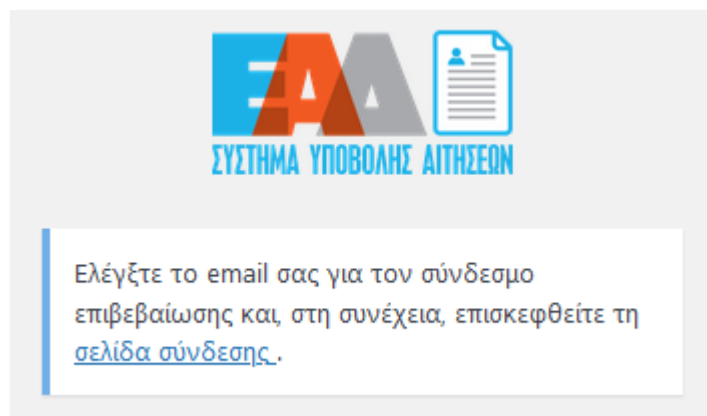 ΕΑΔ
ΣΥΣΤΗΜΑ ΥΠΟΒΟΛΗΣ ΑΙΤΗΣΕΩΝ
Ελέγξτε το email σας για τον σύνδεσμο
επιβεβαίωσης και, στη συνέχεια, επισκεφθείτε τη
σελίδα σύνδεσης .